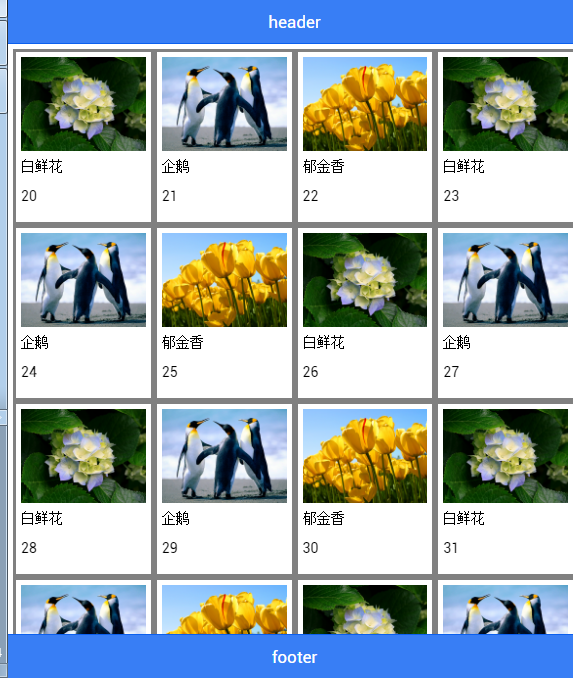 header
白鲜花 企鹅 郁金香 白鲜花
20 21 22 23
企鹅 郁金香 白鲜花 企鹅
24 25 26 27
白鲜花 企鹅 郁金香 白鲜花
28 29 30 31
footer